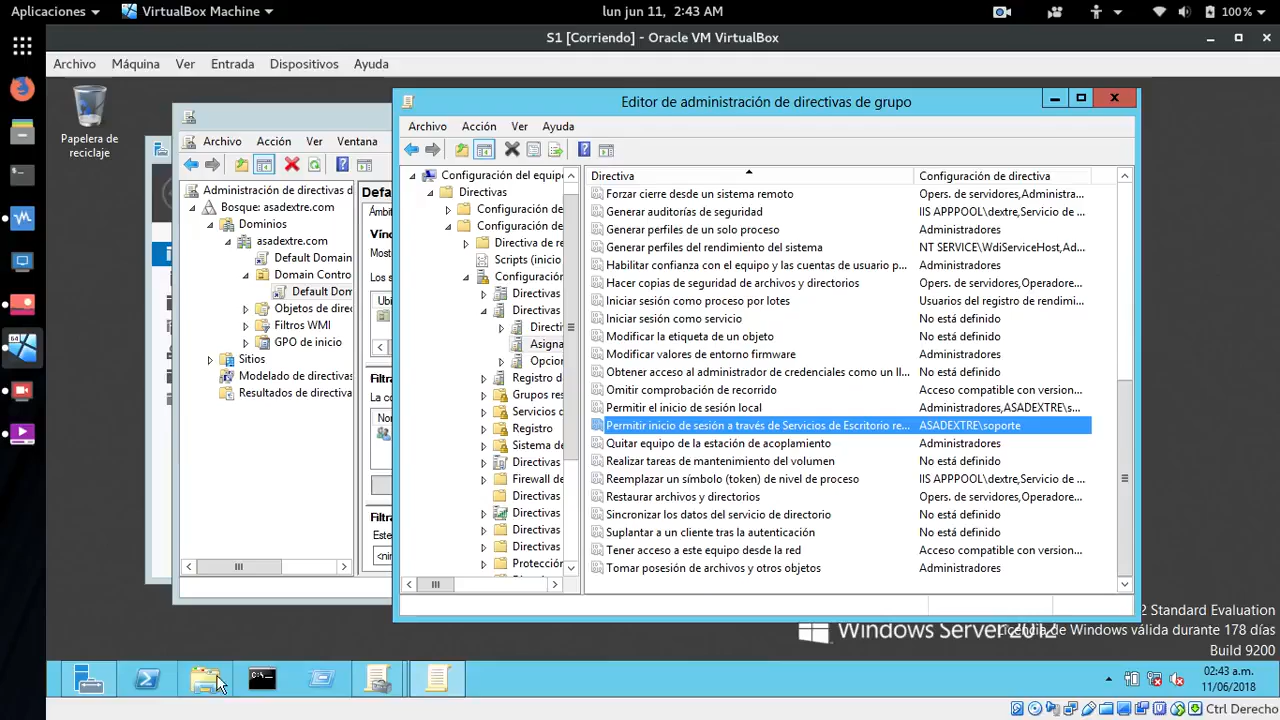 Aplicaciones
VirtualBox Machine
lun jun 11, 2:43 AM
100%
S1 [Corriendo] - Oracle VM VirtualBox
Archivo Máquina Ver Entrada Dispositivos Ayuda
Papelera de
reciclaje
Archivo Acción Ver Ventana
Administración de directivas d
Bosque: asadextre.com
Dominios
asadextre.com
Default Domain
Domain Contro
Default Dom
Objetos de direc
Filtros WMI
GPO de inicio
Sitios
Modelado de directivas
Resultados de directiva
Editor de administración de directivas de grupo
Archivo Acción Ver Ayuda
Configuración del equipo
Directivas
Configuración de
Configuración de
Directiva de re
Scripts (inicio
Configuración
Directivas
Directivas
Directi
Asigna
Opcion
Registro d
Grupos res
Servicios d
Registro
Sistema de
Directivas
Firewall de
Directivas
Directivas
Directivas
Directivas
Protección
Directiva Configuración de directiva
Forzar cierre desde un sistema remoto Opers. de servidores,Administra...
Generar auditorías de seguridad IIS APPPOOL\dextre,Servicio de ...
Generar perfiles de un solo proceso Administradores
Generar perfiles del rendimiento del sistema NT SERVICE\WdiServiceHost,Ad...
Habilitar confianza con el equipo y las cuentas de usuario p... Administradores
Hacer copias de seguridad de archivos y directorios Opers. de servidores,Operadore...
Iniciar sesión como proceso por lotes Usuarios del registro de rendimi...
Iniciar sesión como servicio No está definido
Modificar la etiqueta de un objeto No está definido
Modificar valores de entorno firmware Administradores
Obtener acceso al administrador de credenciales como un ll... No está definido
Omitir comprobación de recorrido Acceso compatible con version...
Permitir el inicio de sesión local Administradores,ASADEXTRE\s...
Permitir inicio de sesión a través de Servicios de Escritorio re... ASADEXTRE\soporte
Quitar equipo de la estación de acoplamiento Administradores
Realizar tareas de mantenimiento del volumen No está definido
Reemplazar un símbolo (token) de nivel de proceso IIS APPPOOL\dextre,Servicio de ...
Restaurar archivos y directorios Opers. de servidores,Operadore...
Sincronizar los datos del servicio de directorio No está definido
Suplantar a un cliente tras la autenticación No está definido
Tener acceso a este equipo desde la red Acceso compatible con version...
Tomar posesión de archivos y otros objetos Administradores
2 Standard Evaluation
Windows Server 2012
Licencia de Windows válida durante 178 días
Build 9200
02:43 a.m.
11/06/2018
Ctrl Derecho